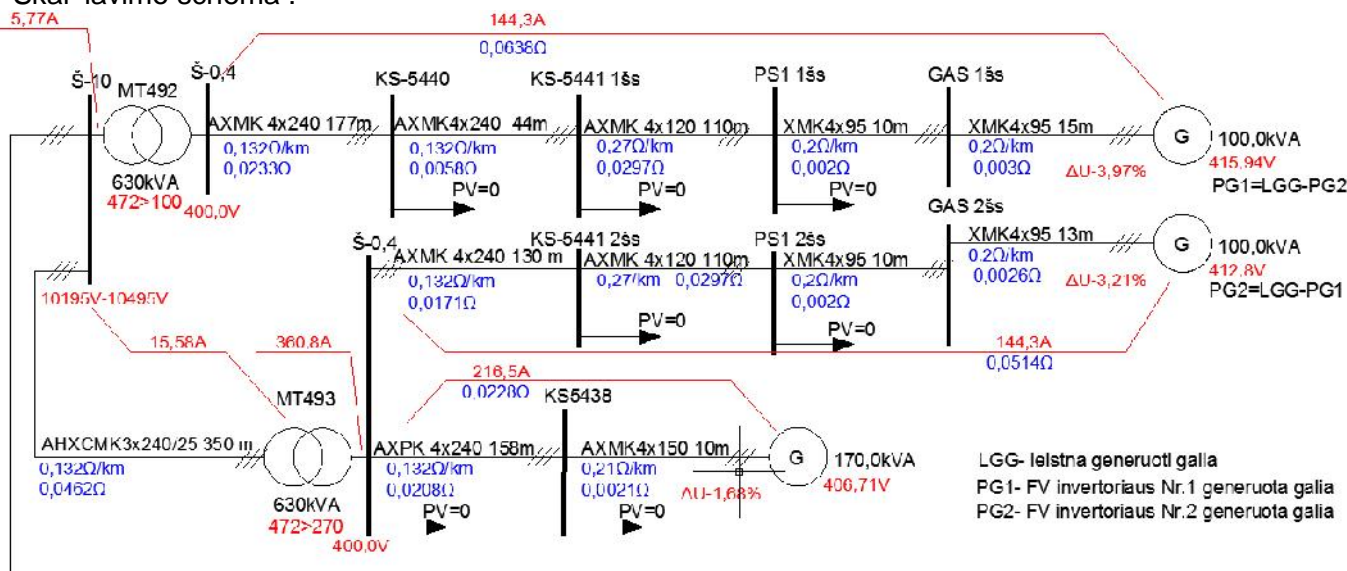 Skai  iavimo schema :
5,77A
144,3A
0,0638Ω
Š-10
MT492
Š-0,4
KS-5440
KS-5441 1šs
PS1 1šs
GAS 1šs
AXMK 4x240 177m
AXMK4x240 44m
AXMK 4x120 110m
XMK4x95 10m
XMK4x95 15m
G
100,0kVA
0,132Ω/km
0,132Ω/km
0,27Ω/km
0,2Ω/km
0,2Ω/km
415,94V
0,0233Ω
0,0058Ω
0,0297Ω
0,002Ω
0,003Ω
ΔU-3,97%
PG1=LGG-PG2
630kVA
472>100
400,0V
PV=0
PV=0
PV=0
GAS 2šs
Š-0,4
KS-5441 2šs
PS1 2šs
XMK4x95 13m
G
100,0kVA
AXMK 4x240 130 m
AXMK 4x120 110m
XMK4x95 10m
0,2Ω/km
412,8V
0,132Ω/km
0,27/km 0,0297Ω
0,2Ω/km
0,0026Ω
ΔU-3,21%
PG2=LGG-PG1
0,0171Ω
0,002Ω
10195V-10495V
PV=0
PV=0
15,58A
360,8A
144,3A
0,0514Ω
216,5A
0,0228Ω
KS5438
MT493
AHXCMK3x240/25 350 m
AXPK 4x240 158m
AXMK4x150 10m
G
170,0kVA
LGG- leistna generuoti galia
0,132Ω/km
0,132Ω/km
0,21Ω/km
406,71V
PG1- FV invertoriaus Nr.1 generuota galia
0,0462Ω
0,0208Ω
0,0021Ω
ΔU-1,68%
PG2- FV invertoriaus Nr.2 generuota galia
630kVA
PV=0
PV=0
472>270
400,0V